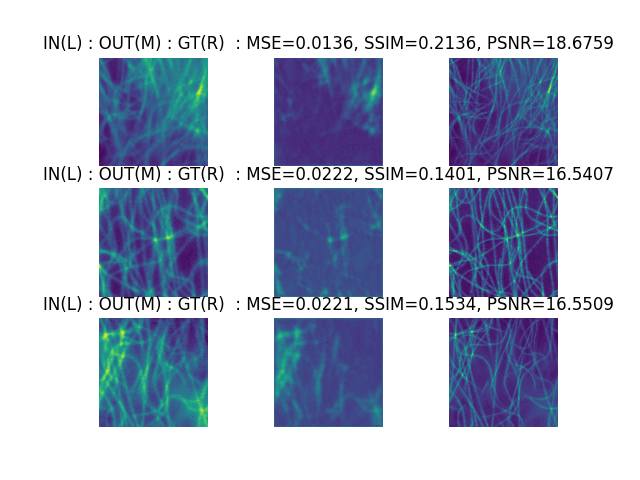 IN(L) : OUT(M) : GT(R)  : MSE=0.0136, SSIM=0.2136, PSNR=18.6759
IN(L) : OUT(M) : GT(R)  : MSE=0.0222, SSIM=0.1401, PSNR=16.5407
IN(L) : OUT(M) : GT(R)  : MSE=0.0221, SSIM=0.1534, PSNR=16.5509